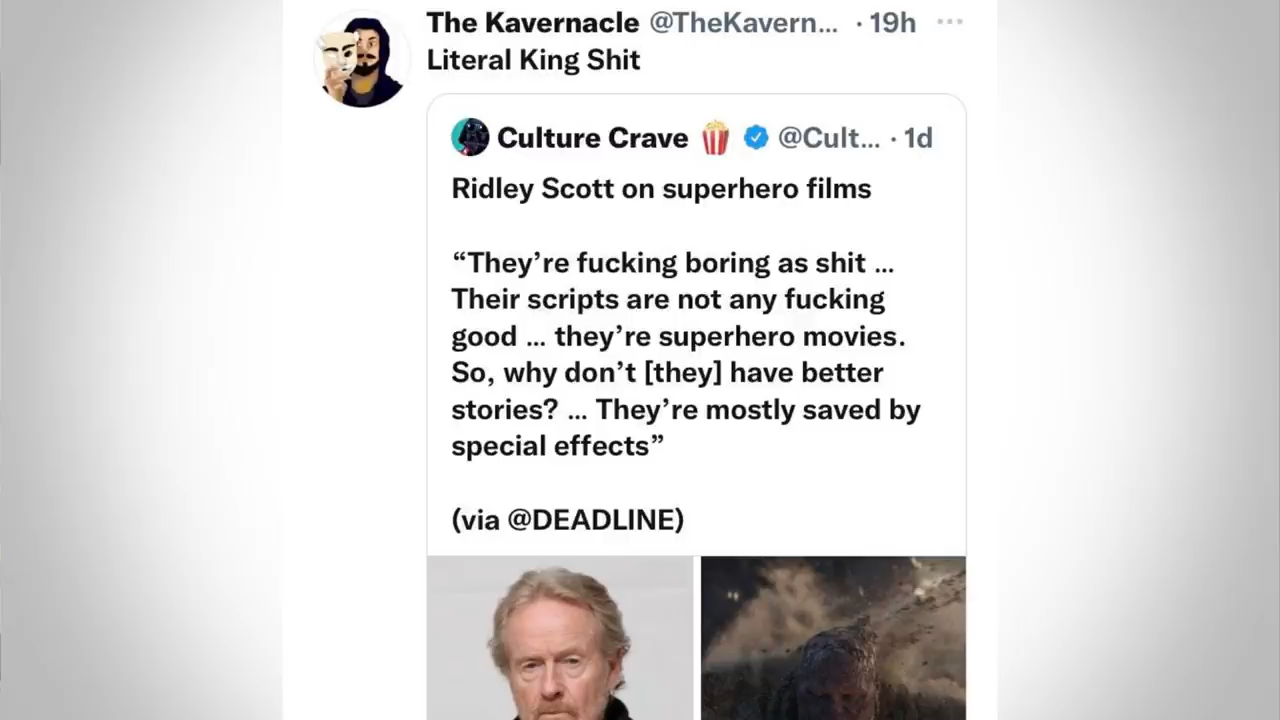 The Kavernacle @TheKavern... · 19h
Literal King Shit
Culture Crave 🍿 @Cult... · 1d
Ridley Scott on superhero films
“They’re fucking boring as shit ...
Their scripts are not any fucking
good ... they’re superhero movies.
So, why don’t [they] have better
stories? ... They’re mostly saved by
special effects”
(via @DEADLINE)